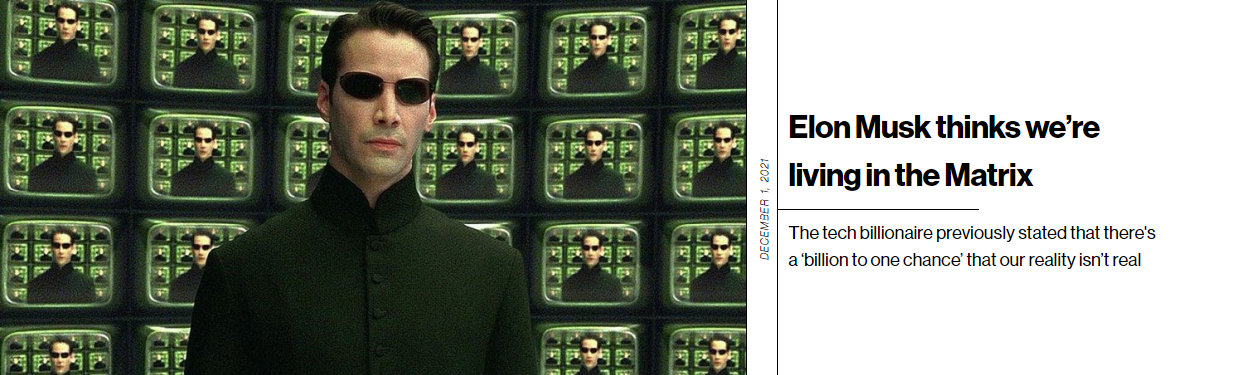 DECEMBER 1, 2021
Elon Musk thinks we’re
living in the Matrix
The tech billionaire previously stated that there's
a ‘billion to one chance’ that our reality isn’t real